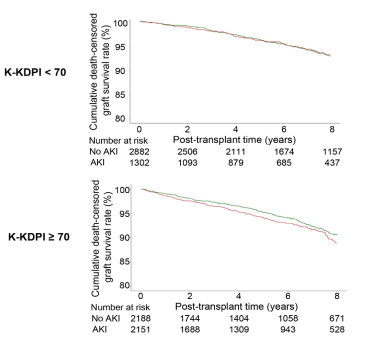 K-KDPI < 70
Cumulative death-censored
graft survival rate (%)
100
95
90
85
80
0 2 4 6 8
Number at risk Post-transplant time (years)
No AKI 2882 2506 2111 1674 1157
AKI 1302 1093 879 685 437
K-KDPI ≥ 70
Cumulative death-censored
graft survival rate (%)
100
95
90
85
80
0 2 4 6 8
Number at risk Post-transplant time (years)
No AKI 2188 1744 1404 1058 671
AKI 2151 1688 1309 943 528